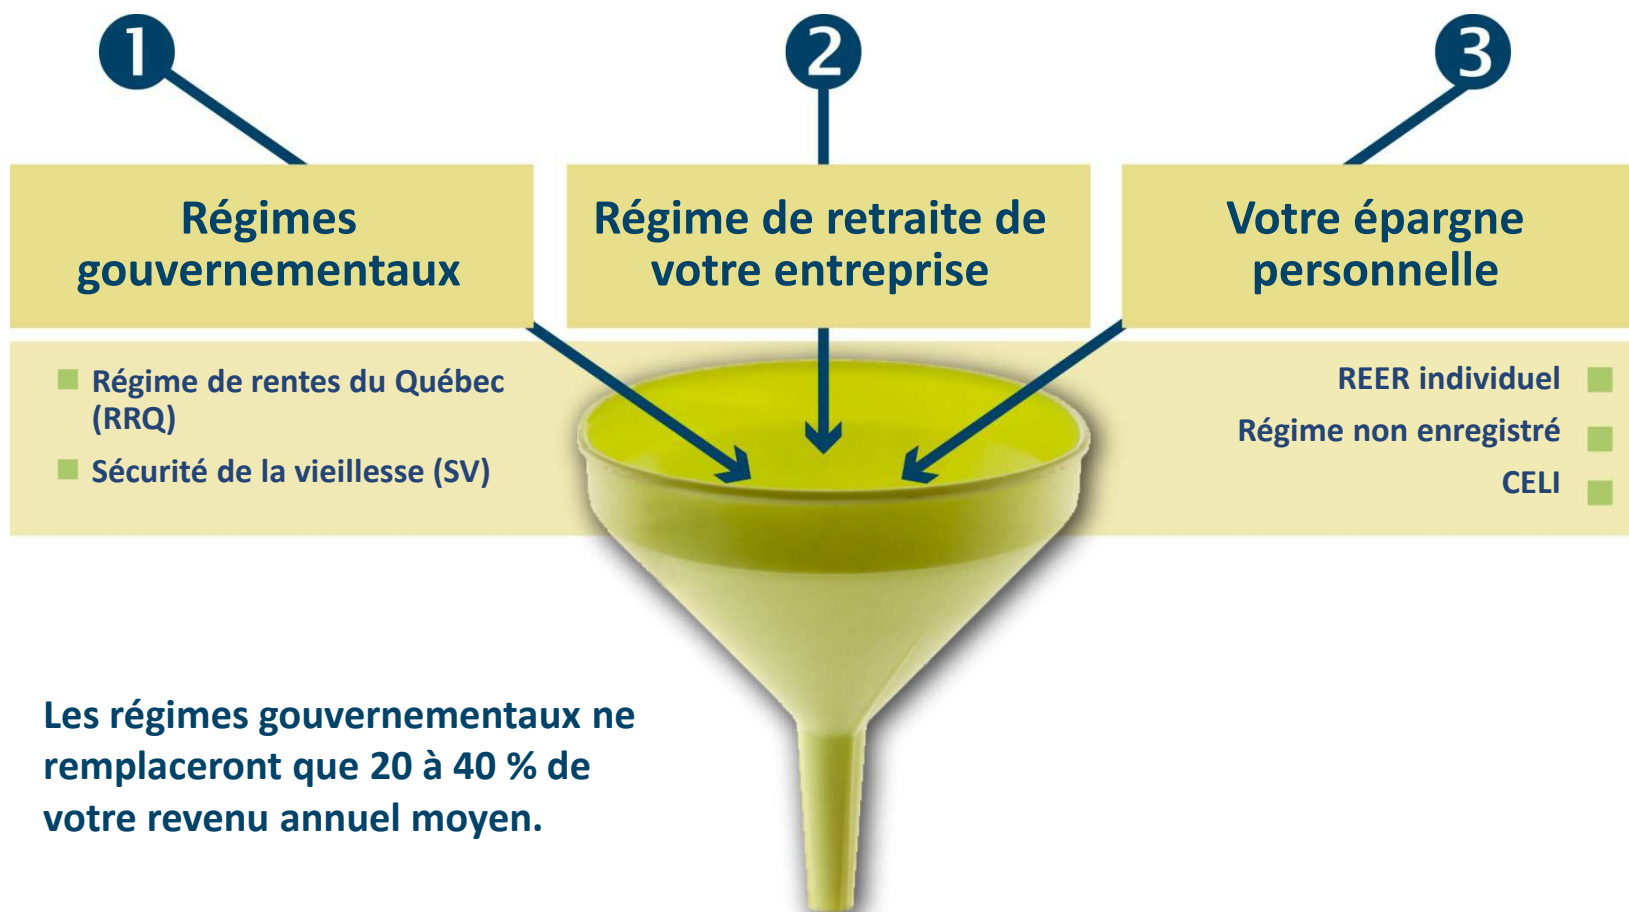 1
2
3
Régimes
gouvernementaux
Régime de retraite de
votre entreprise
Votre épargne
personnelle
Régime de rentes du Québec
(RRQ)
Sécurité de la vieillesse (SV)
REER individuel
Régime non enregistré
CELI
Les régimes gouvernementaux ne
remplaceront que 20 à 40 % de
votre revenu annuel moyen.